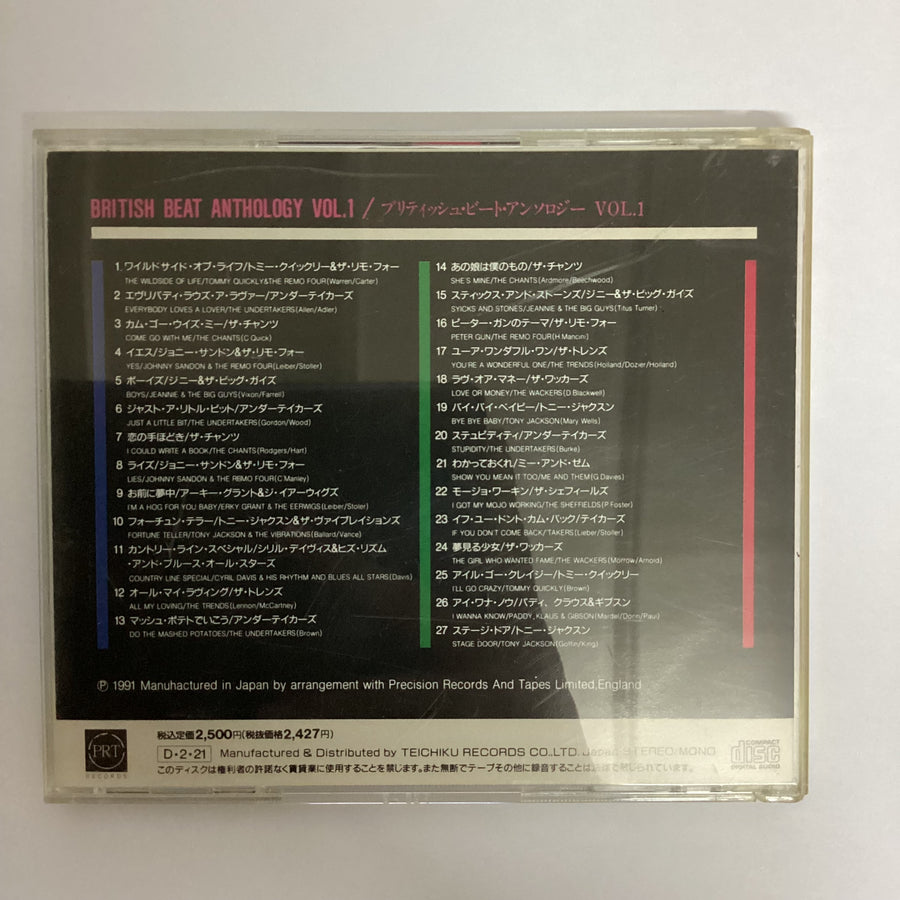 BRITISH BEAT ANTHOLOGY VOL.1 / ブリティッシュ・ビート・アンソロジー VOL.1
1. ワイルドサイド・オブ・ライフ/トミー・クイックリー&ザ・リモ・フォー
THE WILDSIDE OF LIFE/TOMMY QUICKLY&THE REMO FOUR(Warren/Carter)
2 エヴリバディ・ラウズ・ア・ラヴァー/アンダーテイカーズ
EVERYBODY LOVES A LOVER/THE UNDERTAKERS(Allen/Adler)
3 カム・ゴー・ウイズ・ミー/ザ・チャンツ
COME GO WITH ME/THE CHANTS(C Quick)
4 イエス/ジョニー・サンドン&ザ・リモ・フォー
YES/JOHNNY SANDON & THE REMO FOUR(Leiber/Stoller)
5 ボーイズ/ジニー&ザ・ビッグ・ガイズ
BOYS/JEANNIE & THE BIG GUYS(Vixon/Farrell)
6 ジャスト・ア・リトル・ビット/アンダーテイカーズ
JUST A LITTLE BIT/THE UNDERTAKERS(Gordon/Wood)
7 恋の手ほどき/ザ・チャンツ
I COULD WRITE A BOOK/THE CHANTS(Rodgers/Hart)
8 ライズ/ジョニー・サンドン&ザ・リモ・フォー
LIES/JOHNNY SANDON & THE REMO FOUR(C Manley)
9 お前に夢中/アーキー・グラント&ジ・イアーウィグズ
I'M A HOG FOR YOU BABY/ERKY GRANT & THE EERWIGS(Leiber/Stoller)
10 フォーチュン・テラー/トニー・ジャクスン&ザ・ヴァイブレイションズ
FORTUNE TELLER/TONY JACKSON & THE VIBRATIONS(Ballard/Vance)
11 カントリー・ライン・スペシャル/シリル・デイヴィス&ヒズ・リズム
・アンド・ブルース・オール・スターズ
COUNTRY LINE SPECIAL/CYRIL DAVIS & HIS RHYTHM AND BLUES ALL STARS(Davis)
12 オール・マイ・ラヴィング/ザ・トレンズ
ALL MY LOVING/THE TRENDS(Lennon/McCartney)
13 マッシュ・ポテトでいこう/アンダーテイカーズ
DO THE MASHED POTATOES/THE UNDERTAKERS(Brown)
14 あの娘は僕のもの/ザ・チャンツ
SHE'S MINE/THE CHANTS(Ardmore/Beechwood)
15 スティックス・アンド・ストーンズ/ジニー&ザ・ビッグ・ガイズ
SYICKS AND STONES/JEANNIE & THE BIG GUYS(Titus Turner)
16 ピーター・ガンのテーマ/ザ・リモ・フォー
PETER GUN/THE REMO FOUR(H.Mancini)
17 ユーア・ワンダフル・ワン/ザ・トレンズ
YOU'RE A WONDERFUL ONE/THE TRENDS(Holland/Dozier/Holland)
18 ラヴ・オア・マネー/ザ・ワッカーズ
LOVE OR MONEY/THE WACKERS(D.Blackwell)
19 バイ・バイ・ベイビー/トニー・ジャクスン
BYE BYE BABY/TONY JACKSON(Mary Wells)
20 ステュピディティ/アンダーテイカーズ
STUPIDITY/THE UNDERTAKERS(Burke)
21 わかっておくれ/ミー・アンド・ゼム
SHOW YOU MEAN IT TOO/ME AND THEM(G.Davies)
22 モージョ・ワーキン/ザ・シェフィールズ
I GOT MY MOJO WORKING/THE SHEFFIELDS(P.Foster)
23 イフ・ユー・ドント・カム・バック/テイカーズ
IF YOU DON'T COME BACK/TAKERS(Lieber/Stoller)
24 夢見る少女/ザ・ワッカーズ
THE GIRL WHO WANTED FAME/THE WACKERS(Morrow/Arnold)
25 アイル・ゴー・クレイジー/トミー・クイックリー
I'LL GO CRAZY/TOMMY QUICKLY(Brown)
26 アイ・ワナ・ノウ/パディ、クラウス&ギブスン
I WANNA KNOW/PADDY, KLAUS & GIBSON(Mardel/Dorin/Paul)
27 ステージ・ドア/トニー・ジャクスン
STAGE DOOR/TONY JACKSON(Goffin/King)
Ⓟ 1991 Manuhactured in Japan by arrangement with Precision Records And Tapes Limited,England
PRT
RECORDS
税込定価2,500円(税抜価格2,427円)
D・2・21 Manufactured & Distributed by TEICHIKU RECORDS CO.,LTD. Japan STEREO/MONO
このディスクは権利者の許諾なく賃貸業に使用することを禁じます。また無断でテープその他に録音することは法律で禁じられています。
COMPACT
disc
DIGITAL AUDIO